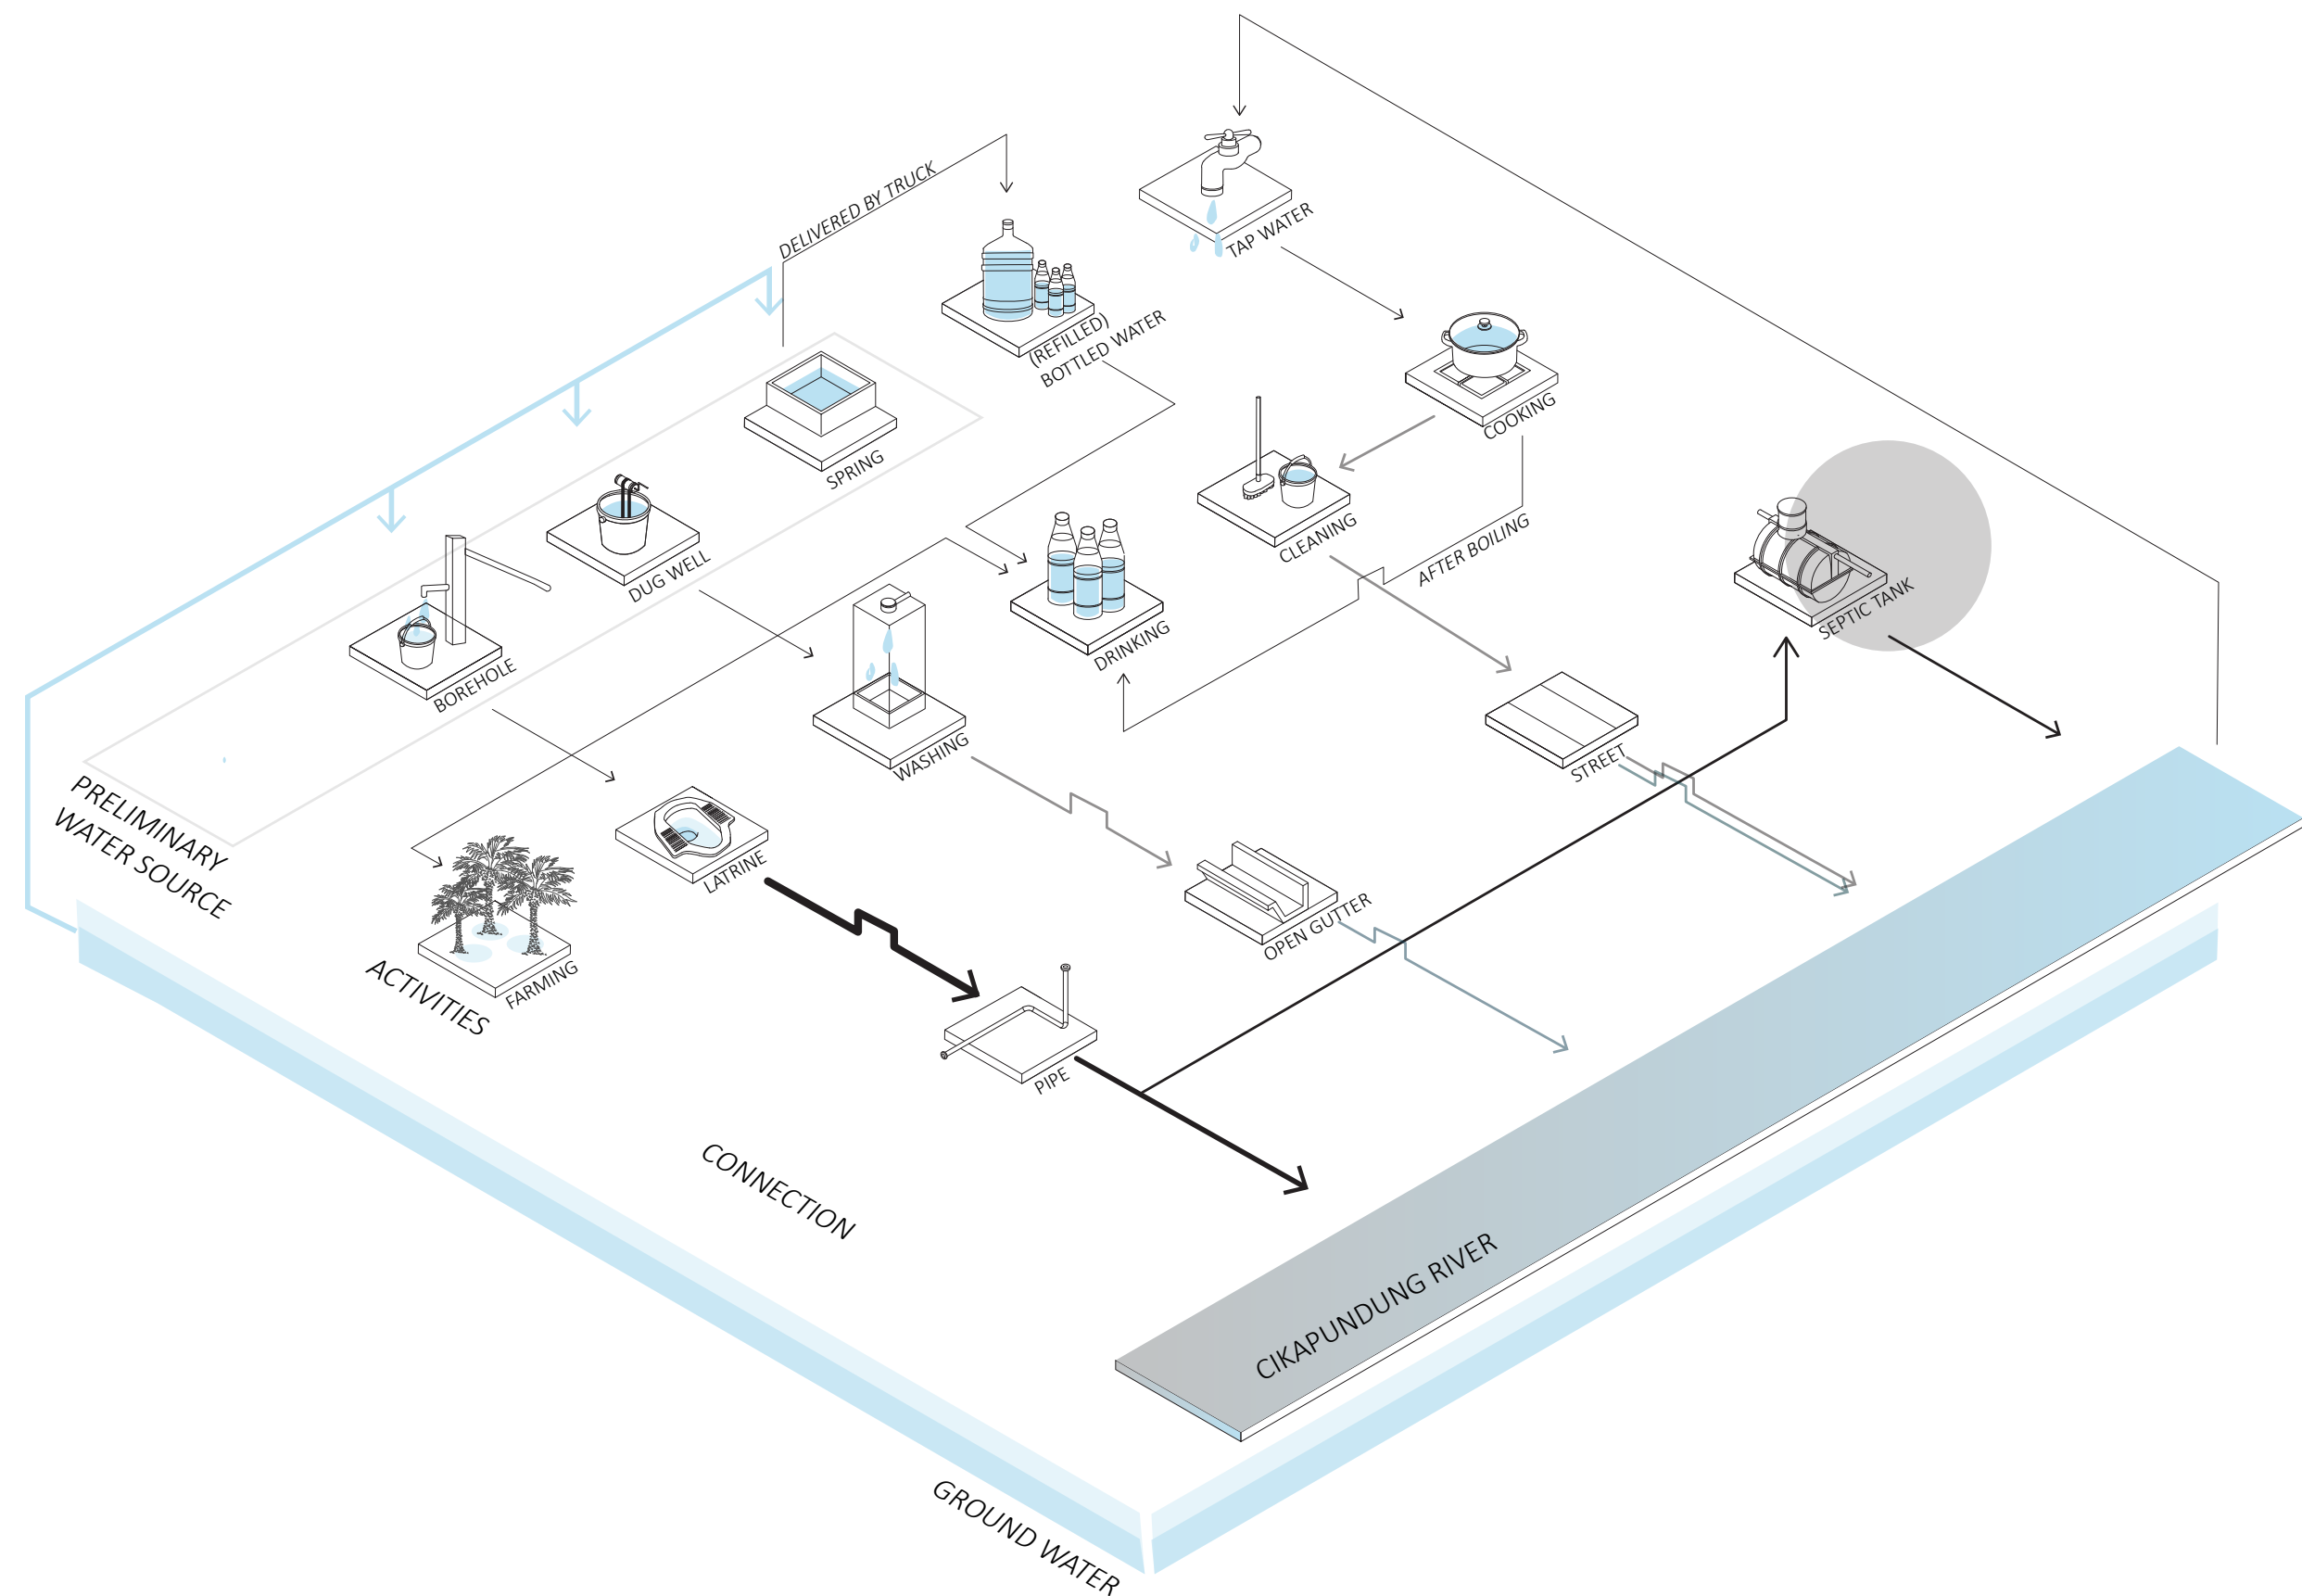 DELIVERED BY TRUCK
TAP WATER
(REFILLED)
BOTTLED WATER
COOKING
SPRING
CLEANING
DUG WELL
AFTER BOILING
SEPTIC TANK
DRINKING
BOREHOLE
WASHING
STREET
PRELIMINARY
WATER SOURCE
LATRINE
OPEN GUTTER
FARMING
ACTIVITIES
PIPE
CONNECTION
CIKAPUNDUNG RIVER
GROUND WATER